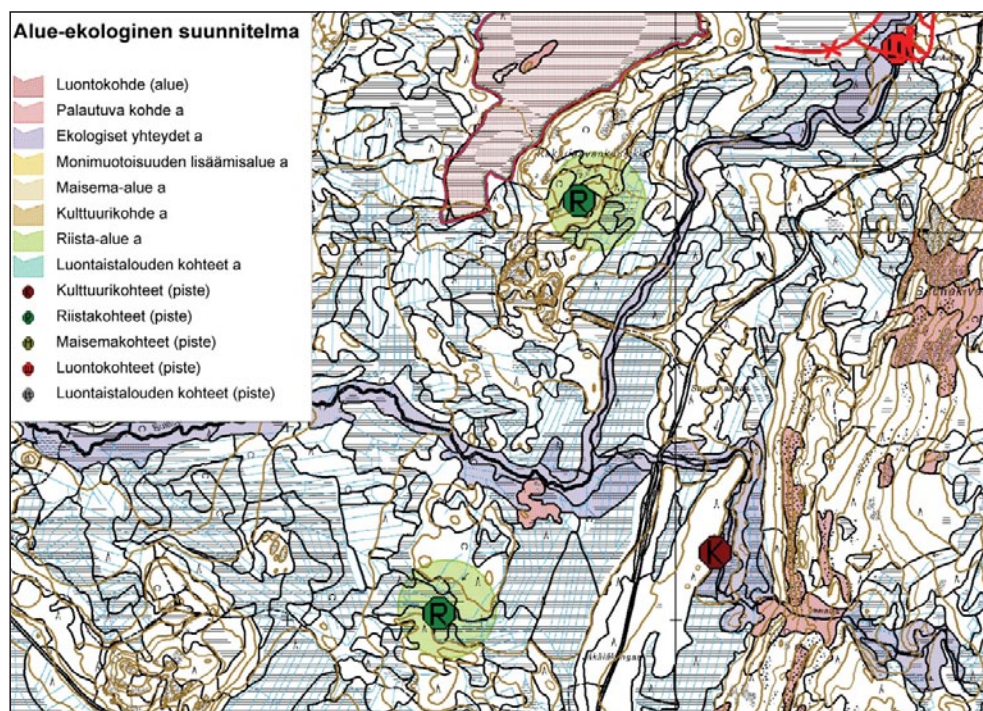 Alue-ekologinen suunnitelma
Luontokohde (alue)
Palautuva kohde a
Ekologiset yhteydet a
Monimuotoisuuden lisäämisalue a
Maisema-alue a
Kulttuurikohde a
Riista-alue a
Luontaistalouden kohteet a
Kulttuurikohteet (piste)
Riistakohteet (piste)
Maisemakohteet (piste)
Luontokohteet (piste)
Luontaistalouden kohteet (piste)
R
K
R